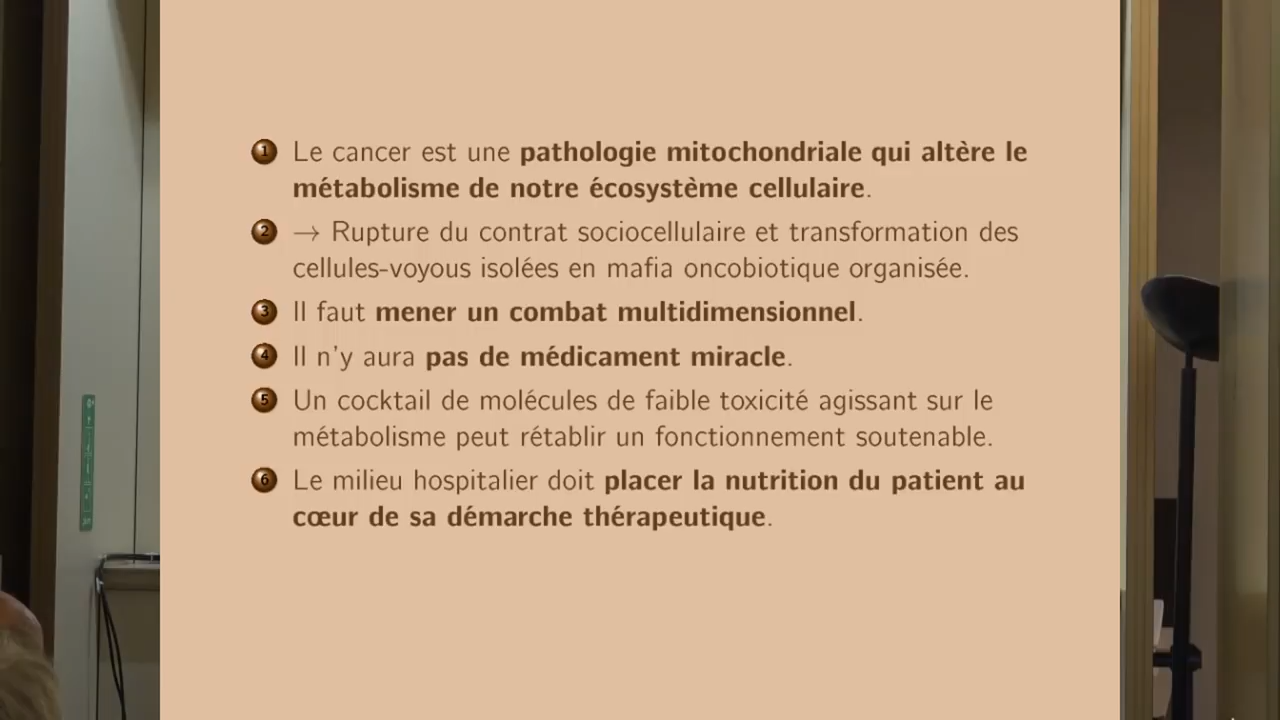 1 Le cancer est une pathologie mitochondriale qui altère le
métabolisme de notre écosystème cellulaire.
2 → Rupture du contrat sociocellulaire et transformation des
cellules-voyous isolées en mafia oncobiotique organisée.
3 Il faut mener un combat multidimensionnel.
4 Il n'y aura pas de médicament miracle.
5 Un cocktail de molécules de faible toxicité agissant sur le
métabolisme peut rétablir un fonctionnement soutenable.
6 Le milieu hospitalier doit placer la nutrition du patient au
cœur de sa démarche thérapeutique.